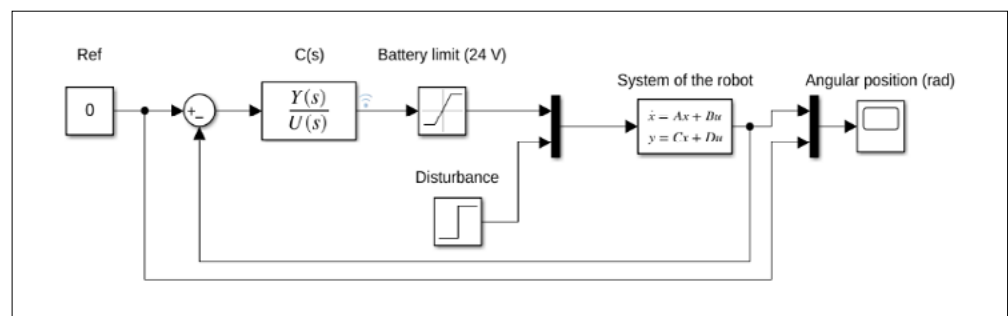 Ref
C(s)
Battery limit (24 V)
System of the robot
Angular position (rad)
0
+
−
Y(s)
U(s)
ẋ = Ax + Bu
y = Cx + Du
Disturbance